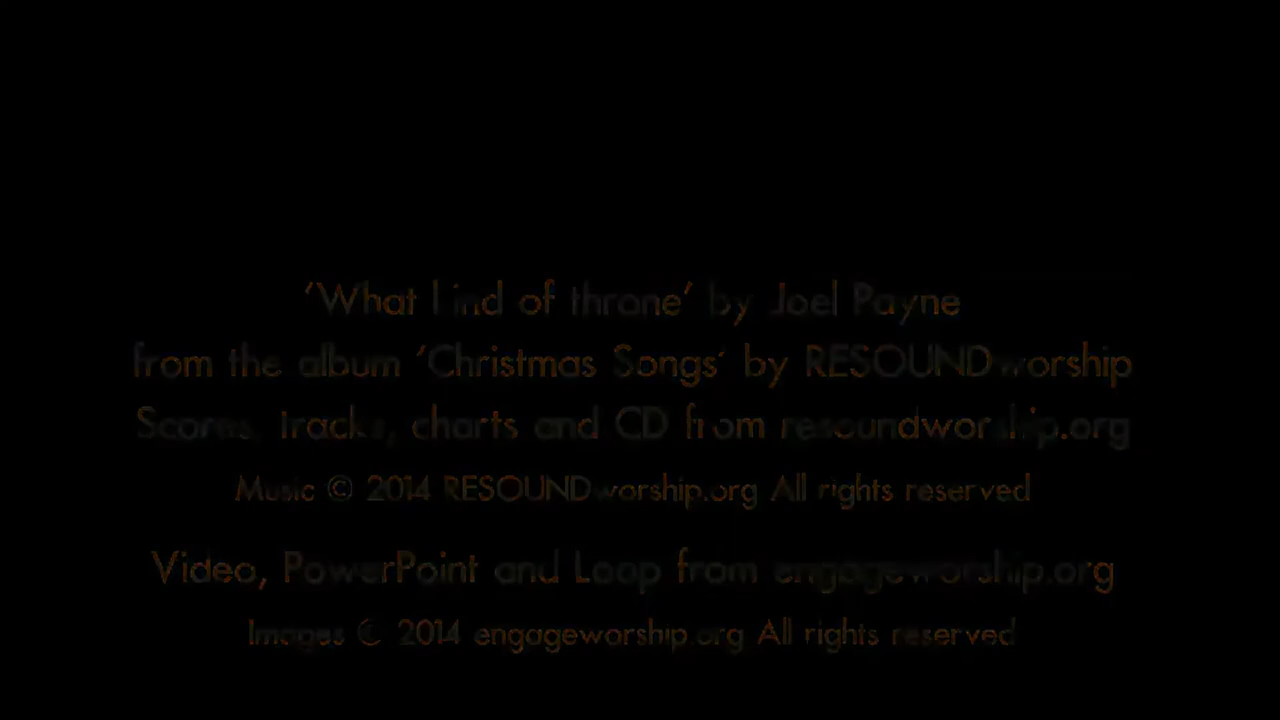 ‘What kind of throne’ by Joel Payne
from the album ‘Christmas Songs’ by RESOUNDworship
Scores, tracks, charts and CD from resoundworship.org
Music © 2014 RESOUNDworship.org All rights reserved
Video, PowerPoint and Loop from engageworship.org
Images © 2014 engageworship.org All rights reserved